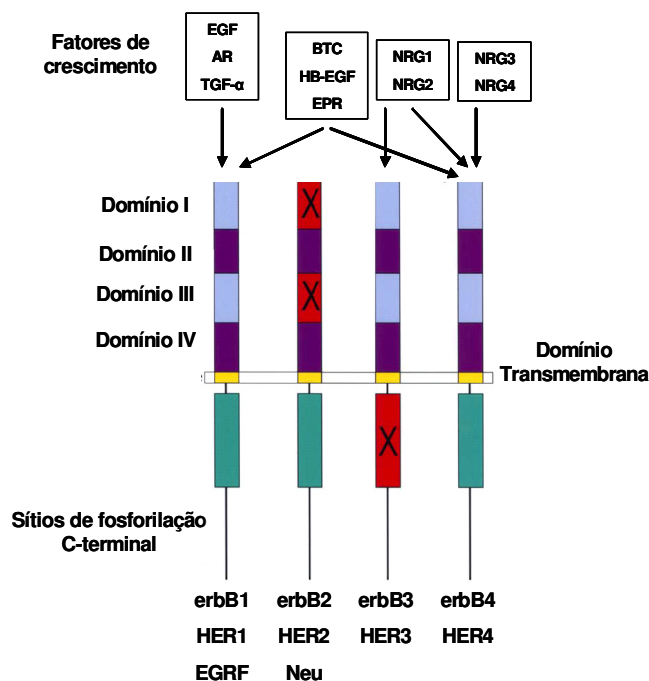 Fatores de
crescimento
EGF
AR
TGF-α
BTC
HB-EGF
EPR
NRG1
NRG2
NRG3
NRG4
Domínio I
X
Domínio II
Domínio III
X
Domínio IV
Domínio
Transmembrana
X
Sítios de fosforilação
C-terminal
erbB1 erbB2 erbB3 erbB4
HER1 HER2 HER3 HER4
EGRF Neu